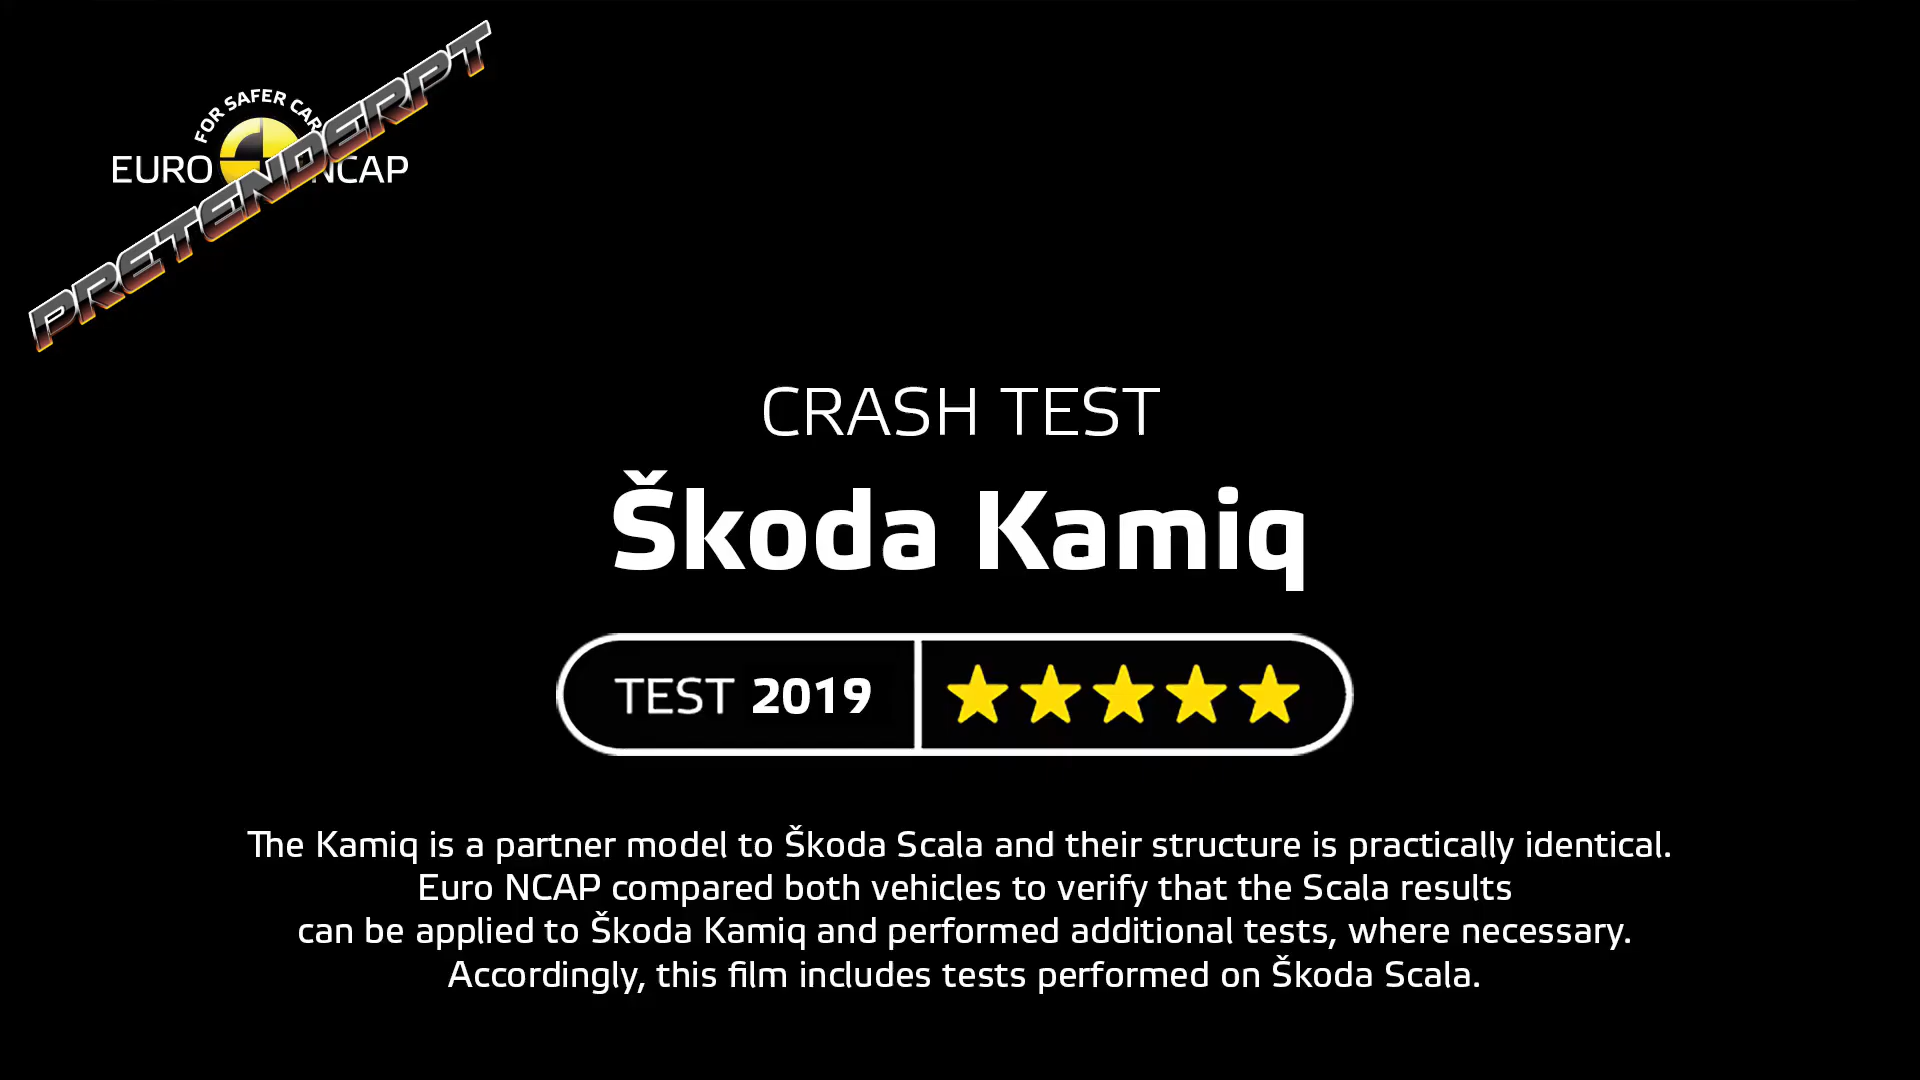 FOR SAFER CARS
EURO NCAP
PRETENDERPT
CRASH TEST
Škoda Kamiq
TEST 2019
The Kamiq is a partner model to Škoda Scala and their structure is practically identical.
Euro NCAP compared both vehicles to verify that the Scala results
can be applied to Škoda Kamiq and performed additional tests, where necessary.
Accordingly, this film includes tests performed on Škoda Scala.